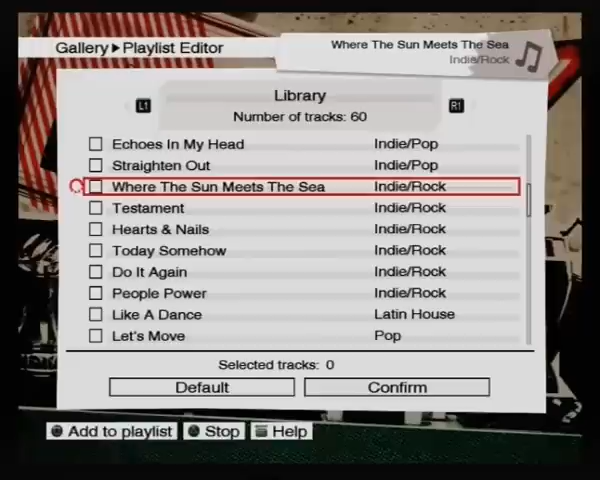 Gallery▶Playlist Editor
Where The Sun Meets The Sea
Indie/Rock
Library
L1 R1
Number of tracks: 60
Echoes In My Head Indie/Pop
Straighten Out Indie/Pop
Where The Sun Meets The Sea Indie/Rock
Testament Indie/Rock
Hearts & Nails Indie/Rock
Today Somehow Indie/Rock
Do It Again Indie/Rock
People Power Indie/Rock
Like A Dance Latin House
Let's Move Pop
Selected tracks: 0
Default Confirm
Add to playlist Stop Help